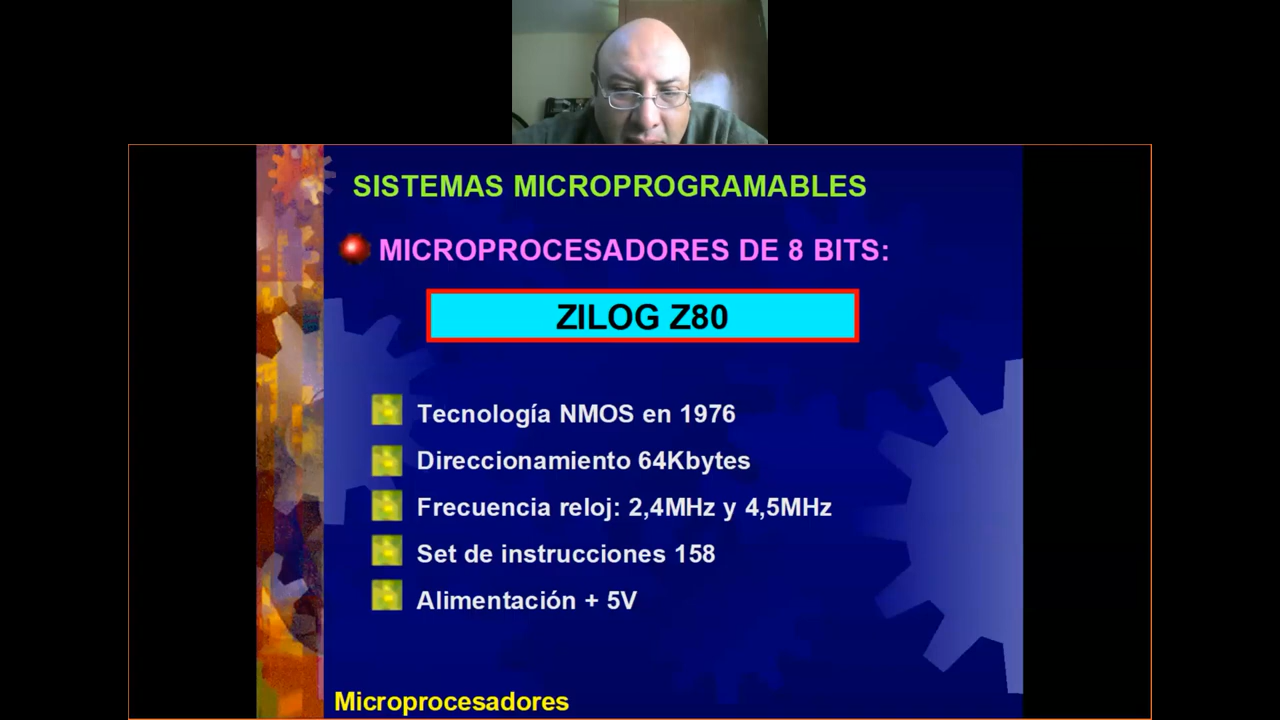 SISTEMAS MICROPROGRAMABLES
MICROPROCESADORES DE 8 BITS:
ZILOG Z80
Tecnología NMOS en 1976
Direccionamiento 64Kbytes
Frecuencia reloj: 2,4MHz y 4,5MHz
Set de instrucciones 158
Alimentación + 5V
Microprocesadores